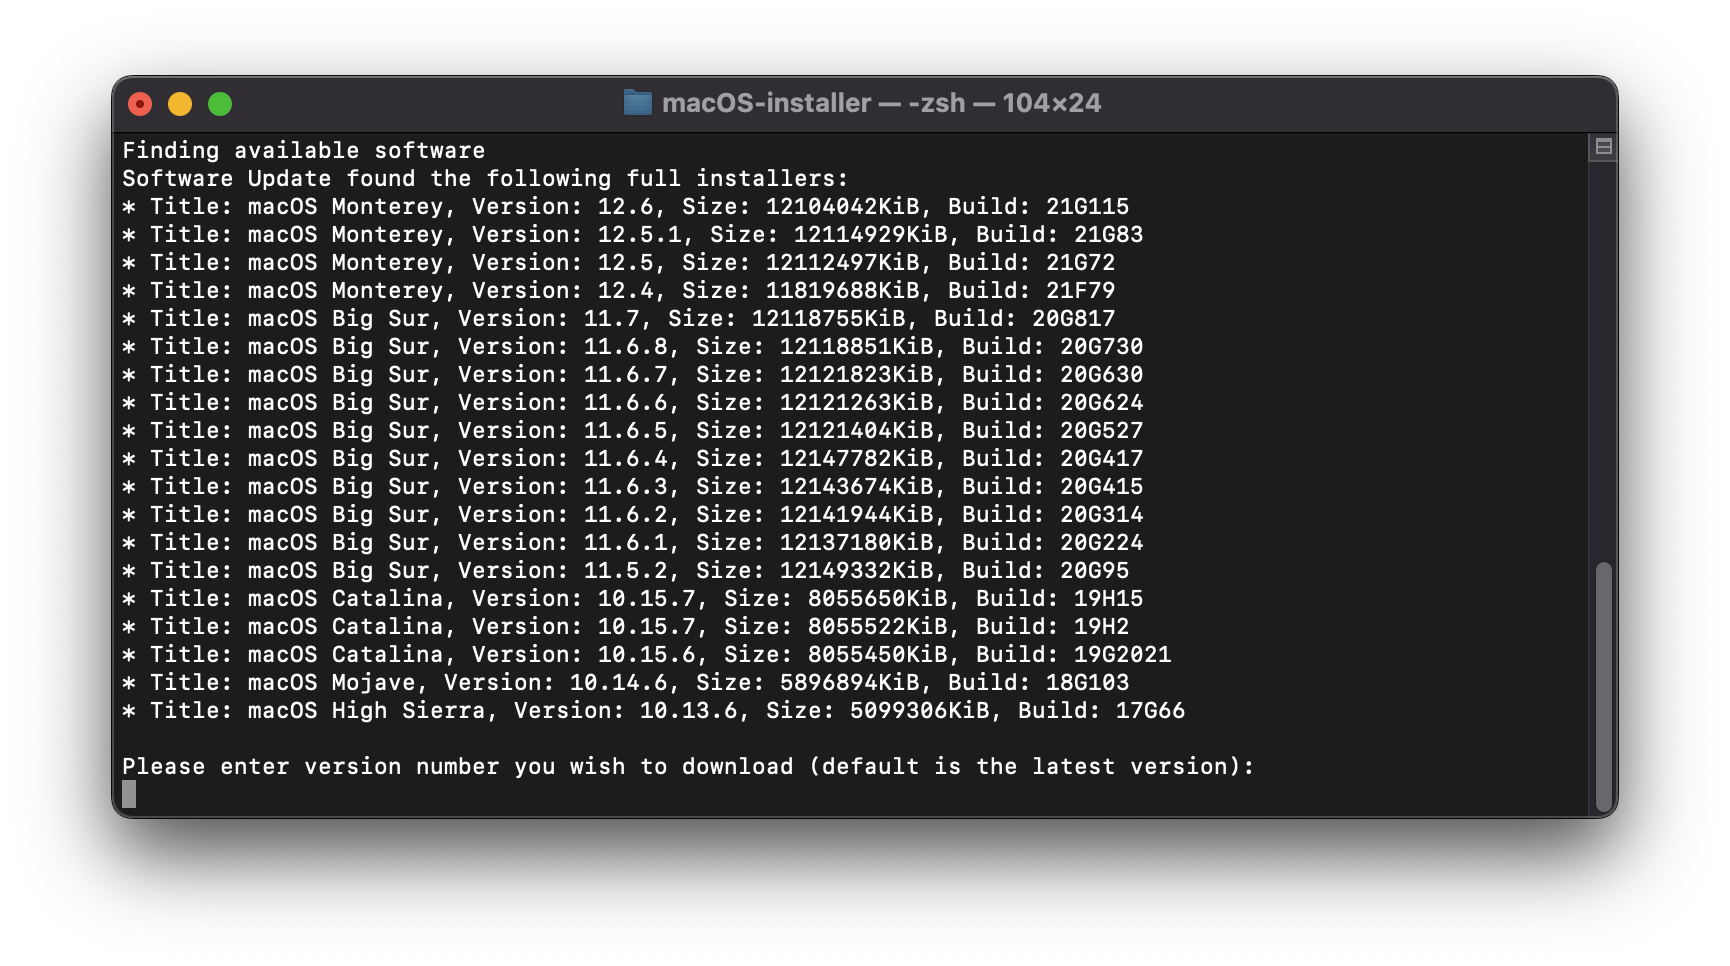 macOS-installer — -zsh — 104×24
Finding available software
Software Update found the following full installers:
* Title: macOS Monterey, Version: 12.6, Size: 12104042KiB, Build: 21G115
* Title: macOS Monterey, Version: 12.5.1, Size: 12114929KiB, Build: 21G83
* Title: macOS Monterey, Version: 12.5, Size: 12112497KiB, Build: 21G72
* Title: macOS Monterey, Version: 12.4, Size: 11819688KiB, Build: 21F79
* Title: macOS Big Sur, Version: 11.7, Size: 12118755KiB, Build: 20G817
* Title: macOS Big Sur, Version: 11.6.8, Size: 12118851KiB, Build: 20G730
* Title: macOS Big Sur, Version: 11.6.7, Size: 12121823KiB, Build: 20G630
* Title: macOS Big Sur, Version: 11.6.6, Size: 12121263KiB, Build: 20G624
* Title: macOS Big Sur, Version: 11.6.5, Size: 12121404KiB, Build: 20G527
* Title: macOS Big Sur, Version: 11.6.4, Size: 12147782KiB, Build: 20G417
* Title: macOS Big Sur, Version: 11.6.3, Size: 12143674KiB, Build: 20G415
* Title: macOS Big Sur, Version: 11.6.2, Size: 12141944KiB, Build: 20G314
* Title: macOS Big Sur, Version: 11.6.1, Size: 12137180KiB, Build: 20G224
* Title: macOS Big Sur, Version: 11.5.2, Size: 12149332KiB, Build: 20G95
* Title: macOS Catalina, Version: 10.15.7, Size: 8055650KiB, Build: 19H15
* Title: macOS Catalina, Version: 10.15.7, Size: 8055522KiB, Build: 19H2
* Title: macOS Catalina, Version: 10.15.6, Size: 8055450KiB, Build: 19G2021
* Title: macOS Mojave, Version: 10.14.6, Size: 5896894KiB, Build: 18G103
* Title: macOS High Sierra, Version: 10.13.6, Size: 5099306KiB, Build: 17G66
Please enter version number you wish to download (default is the latest version):